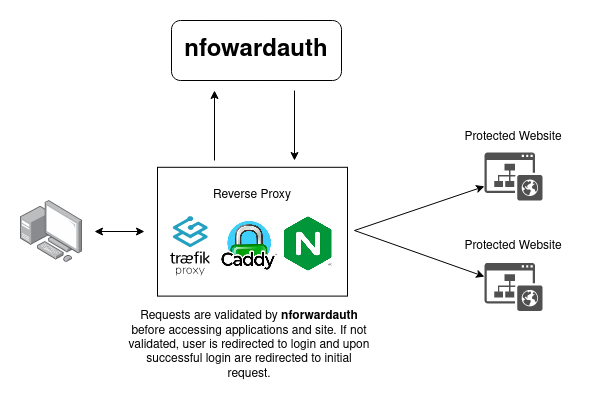 nfowardauth
Reverse Proxy
træfik
proxy
Caddy
N
Protected Website
Protected Website
Requests are validated by nforwardauth
before accessing applications and site. If not
validated, user is redirected to login and upon
successful login are redirected to initial
request.